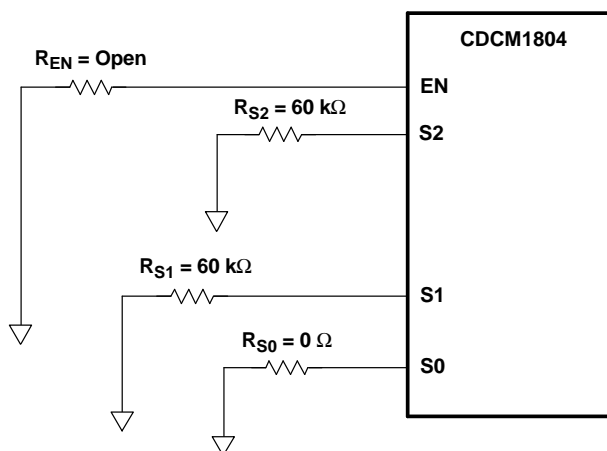 CDCM1804
R_EN = Open
EN
R_S2 = 60 kΩ
S2
R_S1 = 60 kΩ
S1
R_S0 = 0 Ω
S0